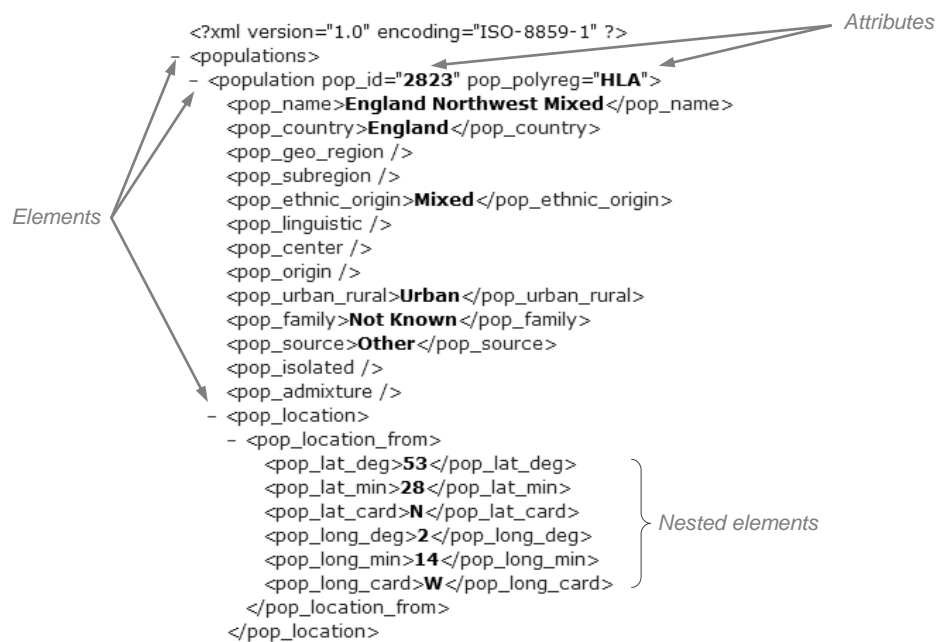 Attributes
<?xml version="1.0" encoding="ISO-8859-1" ?>
– <populations>
– <population pop_id="2823" pop_polyreg="HLA">
<pop_name>England Northwest Mixed</pop_name>
<pop_country>England</pop_country>
<pop_geo_region />
<pop_subregion />
<pop_ethnic_origin>Mixed</pop_ethnic_origin>
Elements
<pop_linguistic />
<pop_center />
<pop_origin />
<pop_urban_rural>Urban</pop_urban_rural>
<pop_family>Not Known</pop_family>
<pop_source>Other</pop_source>
<pop_isolated />
<pop_admixture />
– <pop_location>
– <pop_location_from>
<pop_lat_deg>53</pop_lat_deg>
<pop_lat_min>28</pop_lat_min>
<pop_lat_card>N</pop_lat_card>
<pop_long_deg>2</pop_long_deg>
<pop_long_min>14</pop_long_min>
<pop_long_card>W</pop_long_card>
Nested elements
</pop_location_from>
</pop_location>